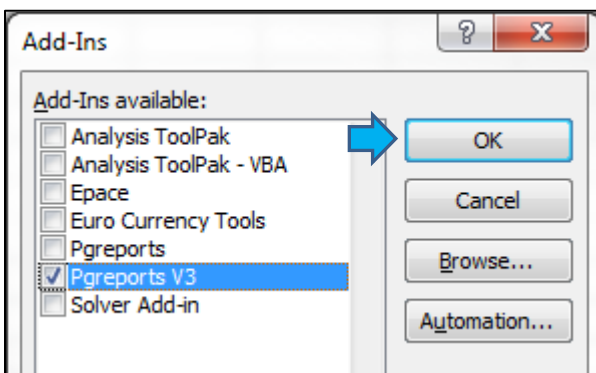 Add-Ins
Add-Ins available:
Analysis ToolPak
Analysis ToolPak - VBA
Epace
Euro Currency Tools
Pgreports
Pgreports V3
Solver Add-in
OK
Cancel
Browse...
Automation...